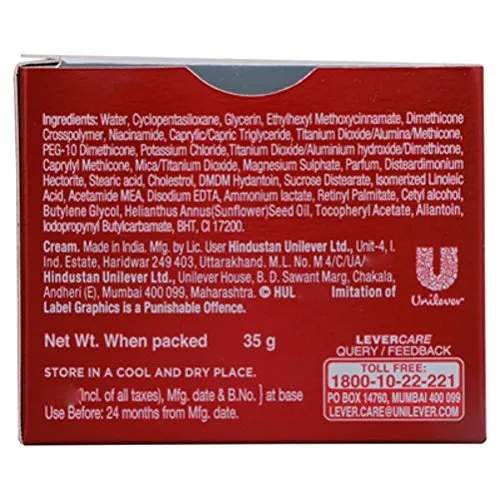 Ingredients: Water, Cyclopentasiloxane, Glycerin, Ethylhexyl Methoxycinnamate, Dimethicone
Crosspolymer, Niacinamide, Caprylic/Capric Triglyceride, Titanium Dioxide/Alumina/Methicone,
PEG-10 Dimethicone, Potassium Chloride, Titanium Dioxide/Aluminium hydroxide/Dimethicone,
Caprylyl Methicone, Mica/Titanium Dioxide, Magnesium Sulphate, Parfum, Disteardimonium
Hectorite, Stearic acid, Cholestrol, DMDM Hydantoin, Sucrose Distearate, Isomerized Linoleic
Acid, Acetamide MEA, Disodium EDTA, Ammonium lactate, Retinyl Palmitate, Cetyl alcohol,
Butylene Glycol, Helianthus Annus(Sunflower)Seed Oil, Tocopheryl Acetate, Allantoin,
Iodopropynyl Butylcarbamate, BHT, CI 17200.
Cream. Made in India. Mfg. by Lic. User Hindustan Unilever Ltd., Unit-4, I.
Ind. Estate, Haridwar 249 403, Uttarakhand. M.L. No. M 4/C/UA/
Hindustan Unilever Ltd., Unilever House, B. D. Sawant Marg, Chakala,
Andheri (E), Mumbai 400 099, Maharashtra. © HUL Imitation of
Label Graphics is a Punishable Offence.
Unilever
Net Wt. When packed 35 g
STORE IN A COOL AND DRY PLACE.
(Incl. of all taxes), Mfg. date & B.No. } at base
Use Before: 24 months from Mfg. date.
LEVERCARE
QUERY / FEEDBACK
TOLL FREE:
1800-10-22-221
PO BOX 14760, MUMBAI 400 099
LEVER.CARE@UNILEVER.COM